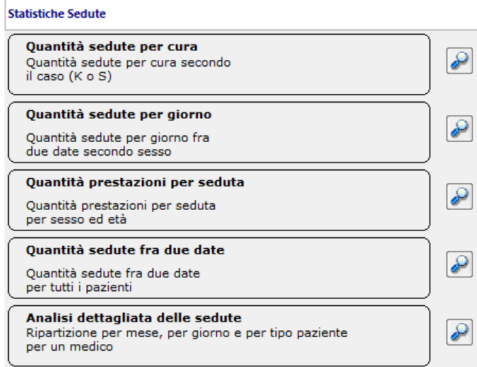 Statistiche Sedute
Quantità sedute per cura
Quantità sedute per cura secondo
il caso (K o S)
Quantità sedute per giorno
Quantità sedute per giorno fra
due date secondo sesso
Quantità prestazioni per seduta
Quantità prestazioni per seduta
per sesso ed età
Quantità sedute fra due date
Quantità sedute fra due date
per tutti i pazienti
Analisi dettagliata delle sedute
Ripartizione per mese, per giorno e per tipo paziente
per un medico